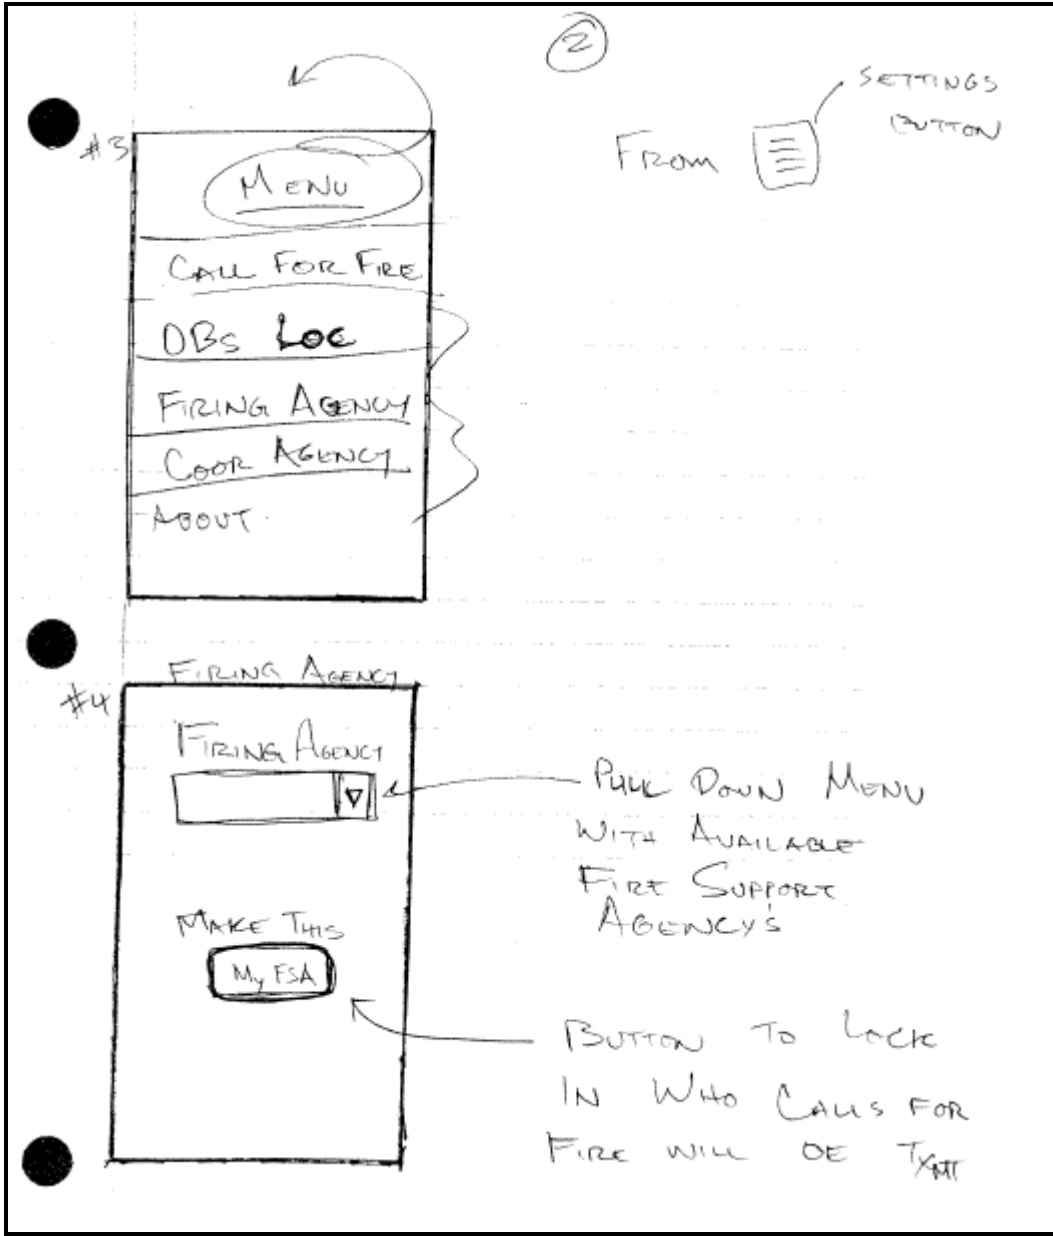 2
SETTINGS
BUTTON
From
#3
MENU
CALL FOR FIRE
OBS LOC
FIRING AGENCY
COOR AGENCY
ABOUT
FIRING AGENCY
#4
FIRING AGENCY
PULL DOWN MENU
WITH AVAILABLE
FIRE SUPPORT
AGENCY'S
MAKE THIS
My FSA
BUTTON TO LOCK
IN WHO CALLS FOR
FIRE WILL BE TXMT